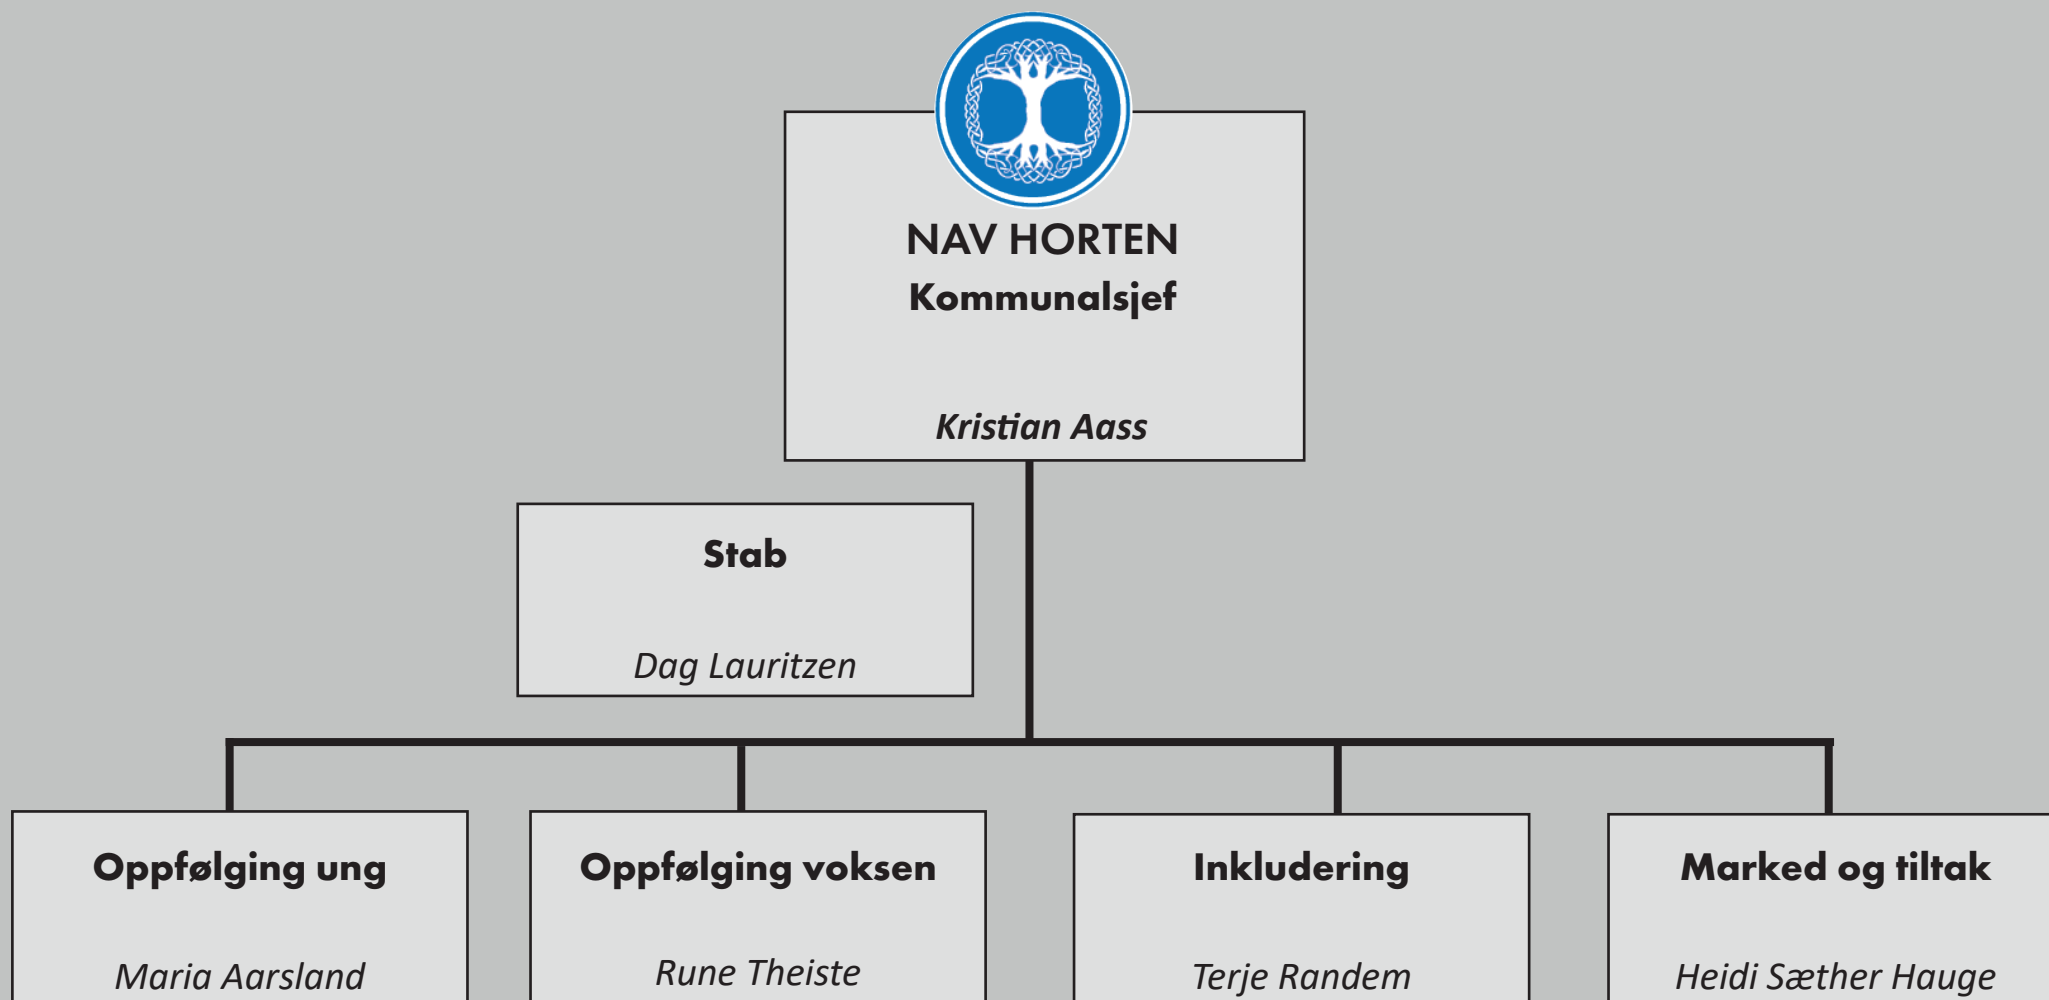 NAV HORTEN
Kommunalsjef
Kristian Aass
Stab
Dag Lauritzen
Oppfølging ung
Maria Aarsland
Oppfølging voksen
Rune Theiste
Inkludering
Terje Randem
Marked og tiltak
Heidi Sæther Hauge